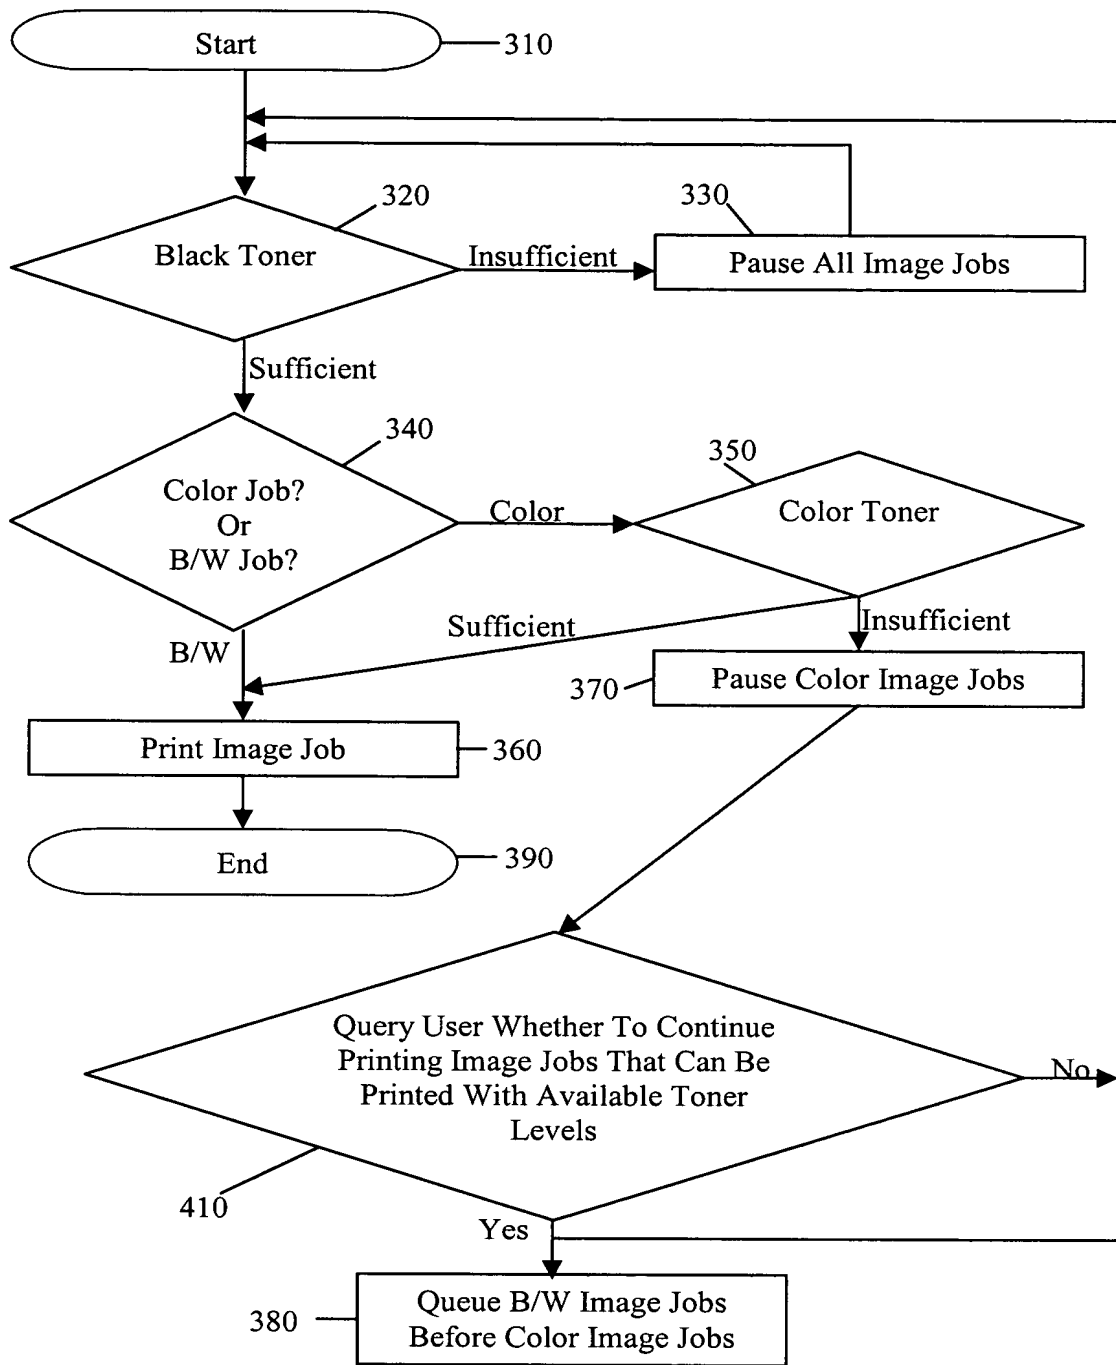 Start
310
320
330
Black Toner
Insufficient
Pause All Image Jobs
Sufficient
340
350
Color Job?
Or
B/W Job?
Color
Color Toner
Sufficient
Insufficient
B/W
370
Pause Color Image Jobs
Print Image Job
360
End
390
Query User Whether To Continue
Printing Image Jobs That Can Be
Printed With Available Toner
Levels
No
410
Yes
380
Queue B/W Image Jobs
Before Color Image Jobs